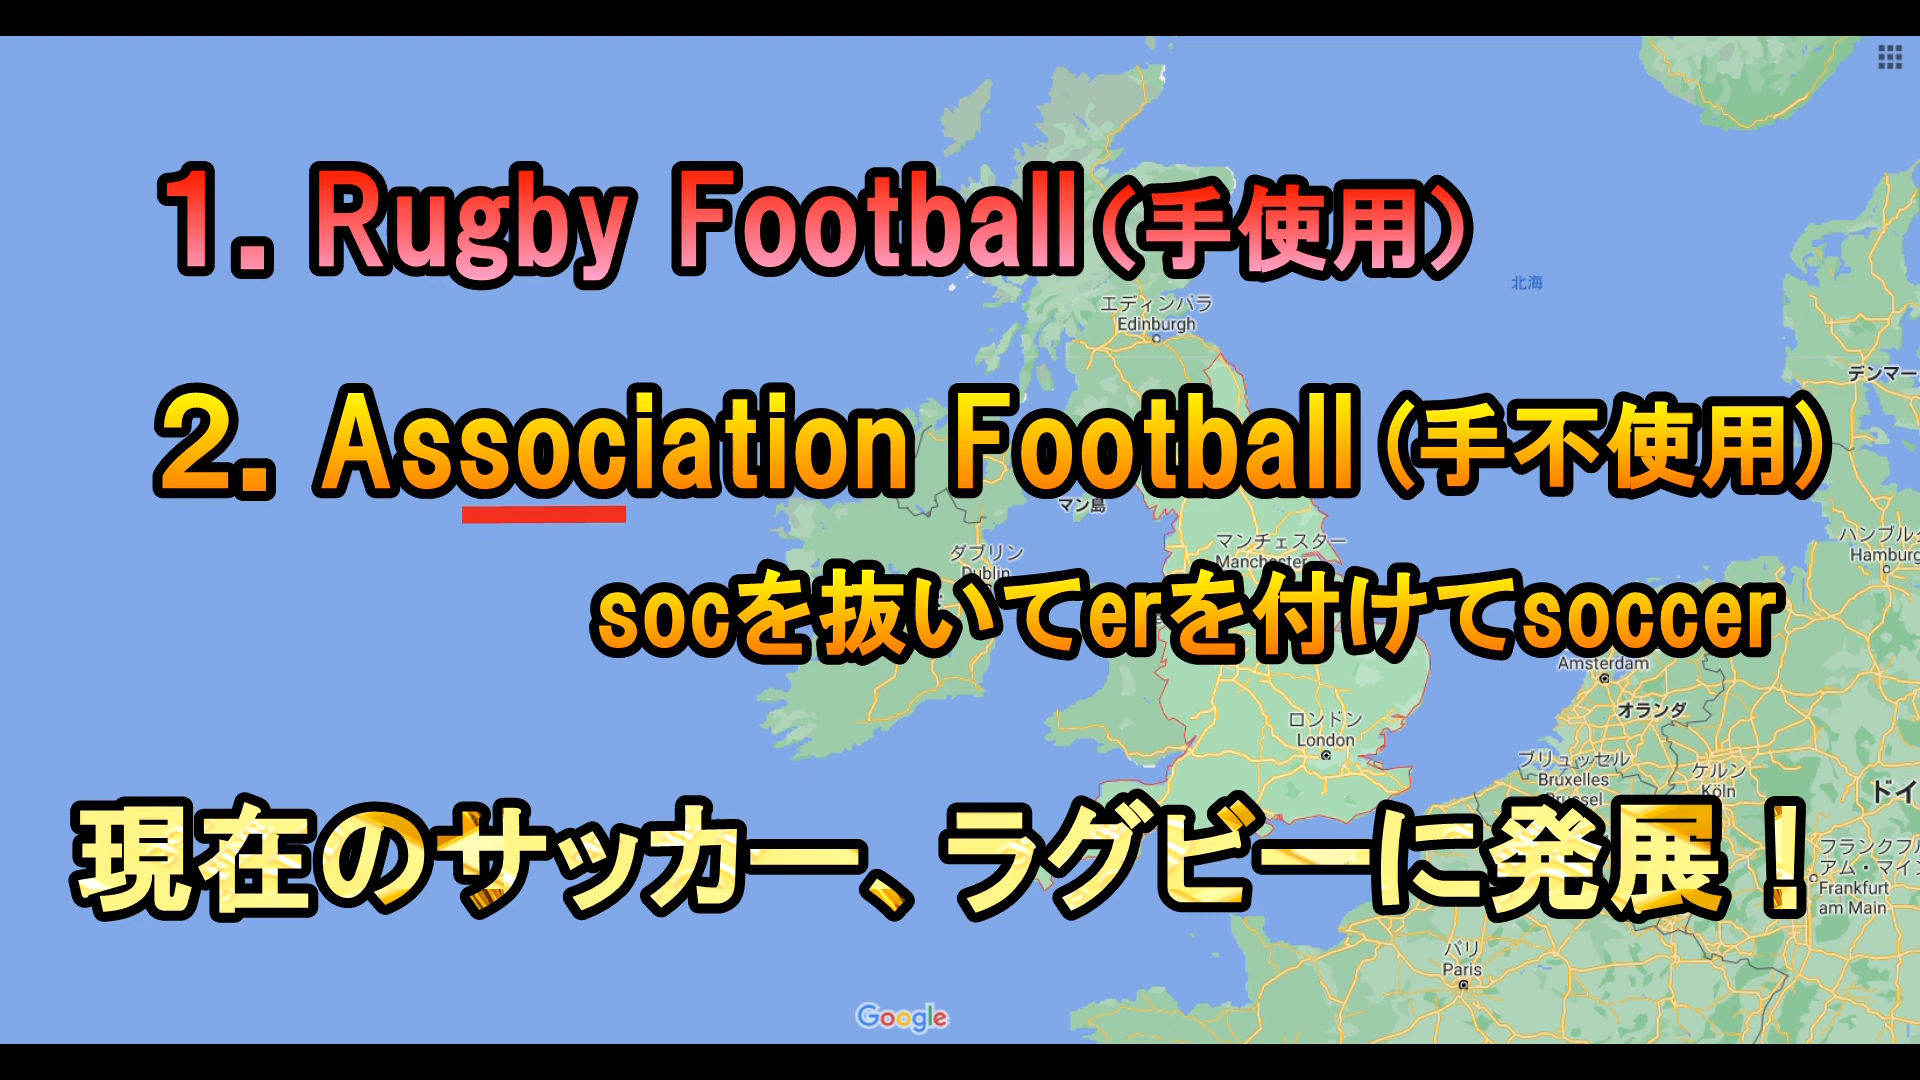 1. Rugby Football（手使用）
北海
エディンバラ
Edinburgh
デンマー
2. Association Football（手不使用）
マン島
ハンブルク
Hamburg
マンチェスター
Manchester
ダブリン
Dublin
socを抜いてerを付けてsoccer
Amsterdam
オランダ
ロンドン
London
ブリュッセル
Bruxelles
Brussel
ケルン
Köln
ドイ
現在のサッカー、ラグビーに発展！
フランクフル
アム・マイン
Frankfurt
am Main
パリ
Paris
Google